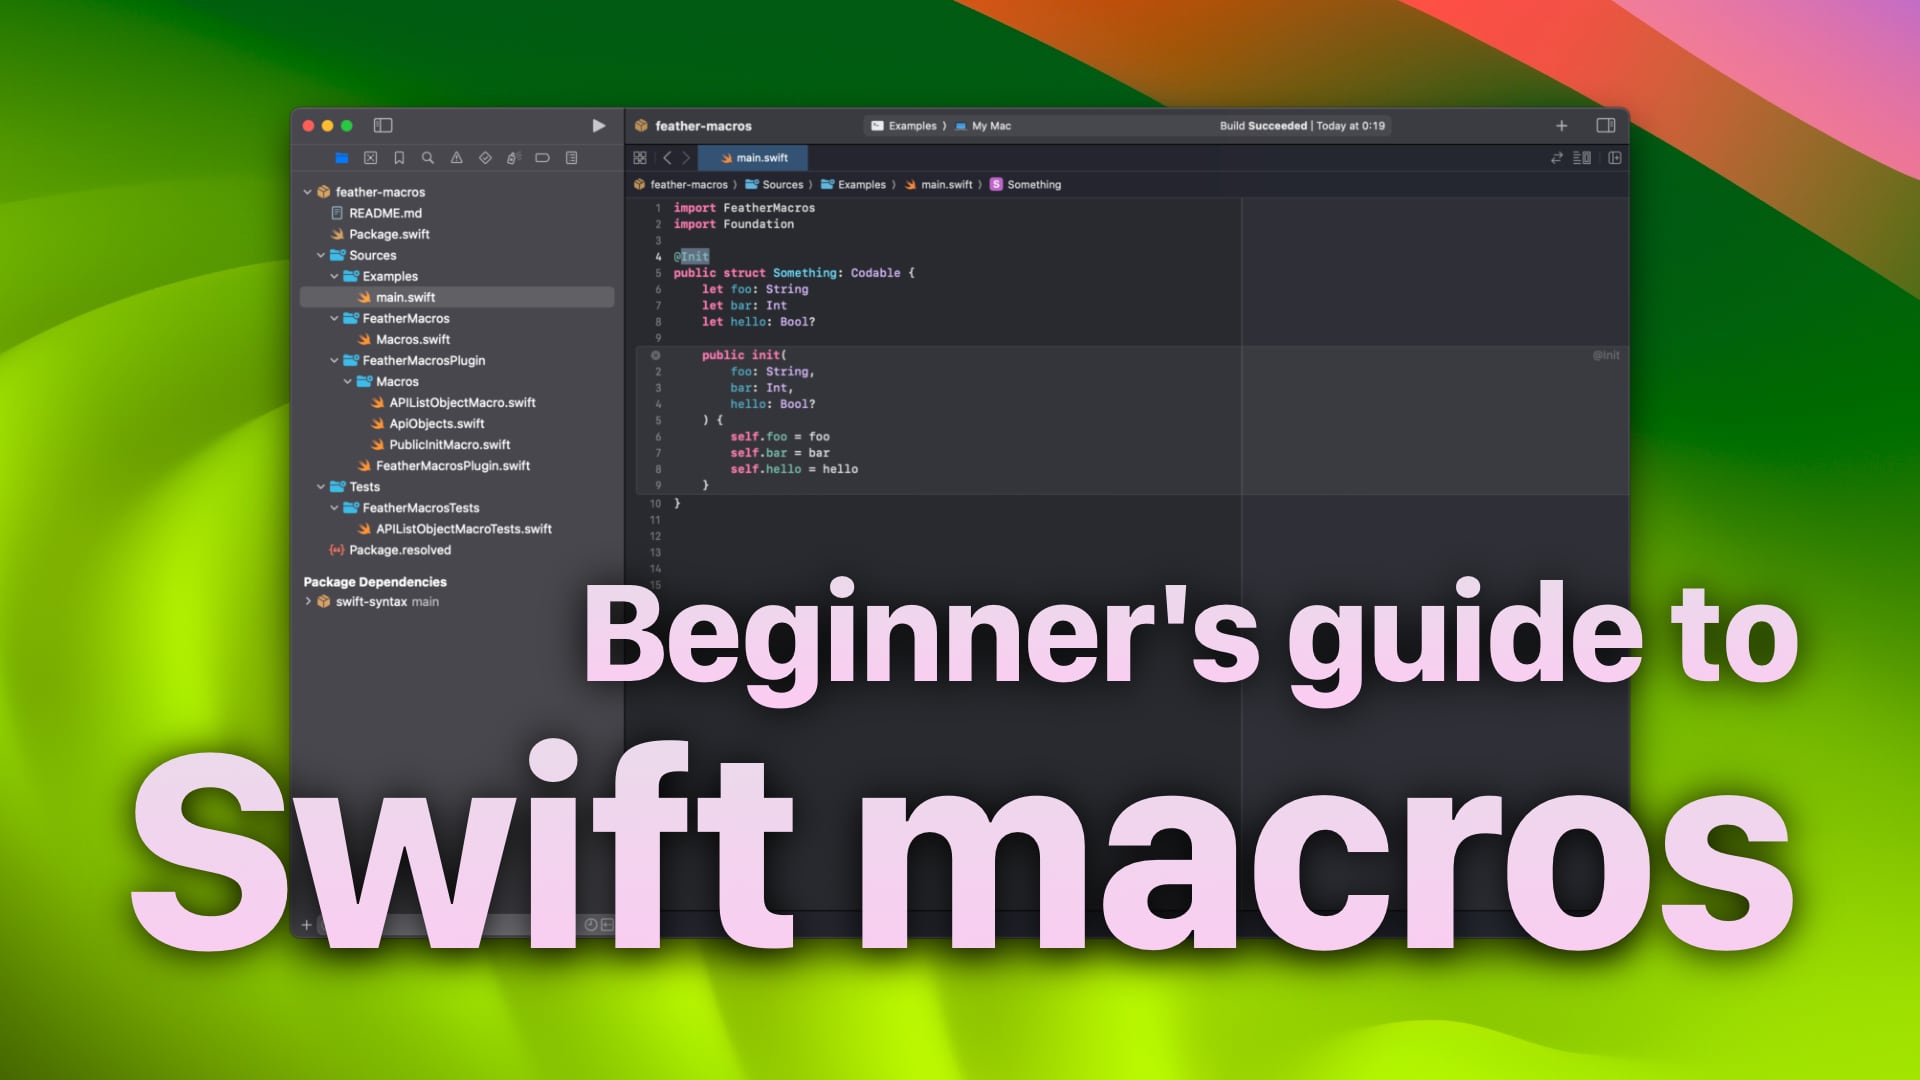 feather-macros
Examples 〉 My Mac
Build Succeeded | Today at 0:19
main.swift
feather-macros 〉 Sources 〉 Examples 〉 main.swift 〉 S Something
feather-macros
README.md
Package.swift
Sources
Examples
main.swift
FeatherMacros
Macros.swift
FeatherMacrosPlugin
Macros
APIListObjectMacro.swift
ApiObjects.swift
PublicInitMacro.swift
FeatherMacrosPlugin.swift
Tests
FeatherMacrosTests
APIListObjectMacroTests.swift
Package.resolved
Package Dependencies
swift-syntax main
1 import FeatherMacros
2 import Foundation
3
4 @Init
5 public struct Something: Codable {
6 let foo: String
7 let bar: Int
8 let hello: Bool?
9
public init( @Init
2 foo: String,
3 bar: Int,
4 hello: Bool?
5 ) {
6 self.foo = foo
7 self.bar = bar
8 self.hello = hello
9 }
10 }
11
12
13
14
15
Beginner's guide to
Swift macros